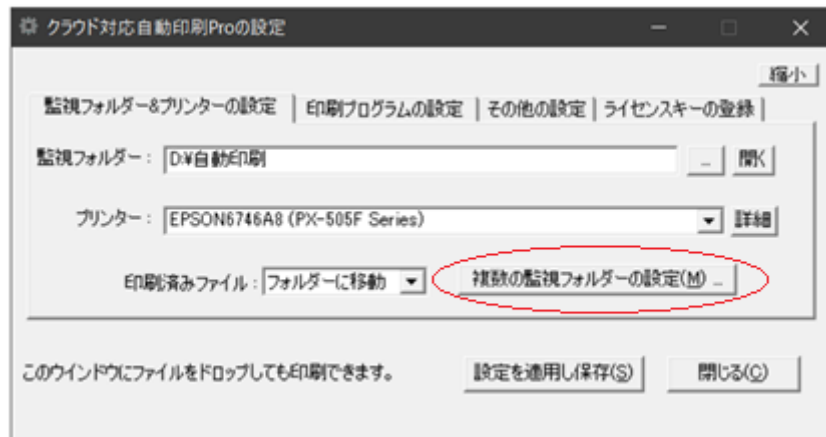 クラウド対応自動印刷Proの設定
縮小
監視フォルダー&プリンターの設定 印刷プログラムの設定 その他の設定 ライセンスキーの登録
監視フォルダー: D:¥自動印刷 ... 開く
プリンター: EPSON6746A8 (PX-505F Series) 詳細
印刷済みファイル: フォルダーに移動 複数の監視フォルダーの設定(M) ...
このウインドウにファイルをドロップしても印刷できます。 設定を適用し保存(S) 閉じる(C)